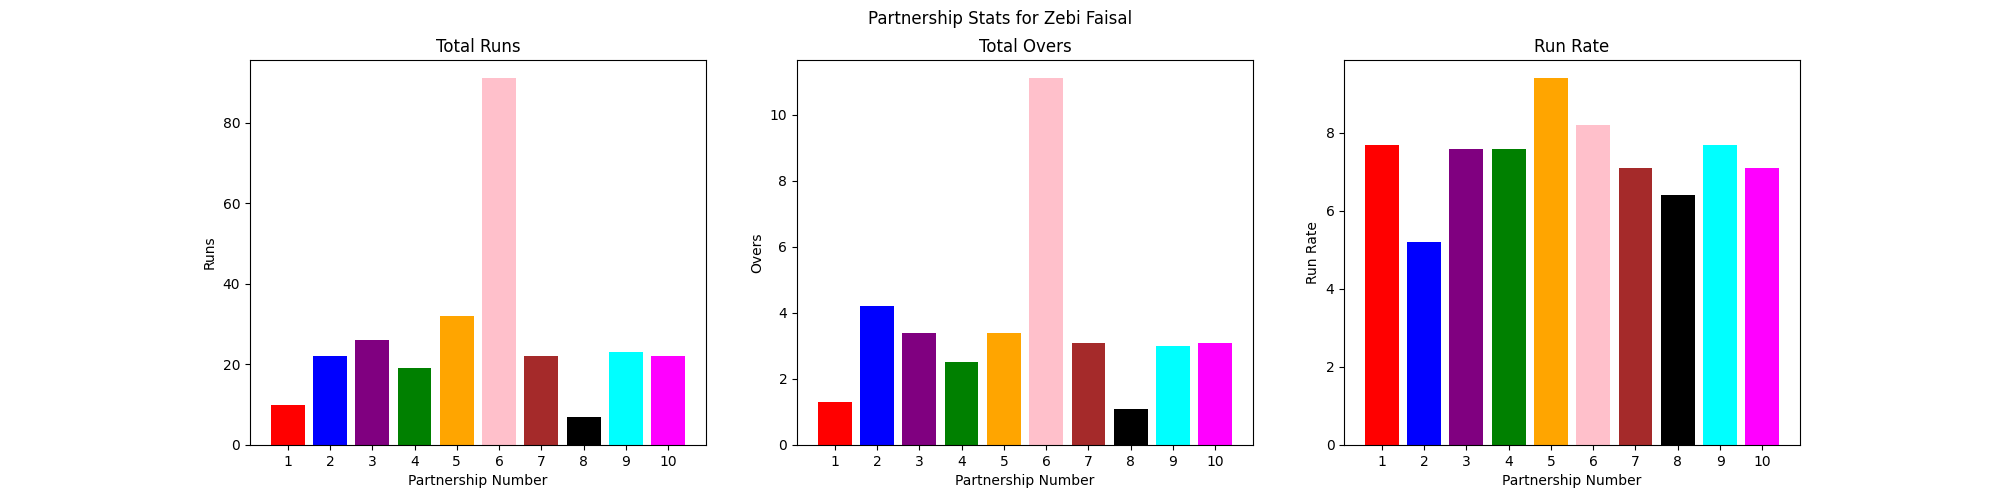 Partnership Stats for Zebi Faisal
Total Runs
80
60
40
20
0
Runs
1 2 3 4 5 6 7 8 9 10
Partnership Number
Total Overs
10
8
6
4
2
0
Overs
1 2 3 4 5 6 7 8 9 10
Partnership Number
Run Rate
8
6
4
2
0
Run Rate
1 2 3 4 5 6 7 8 9 10
Partnership Number